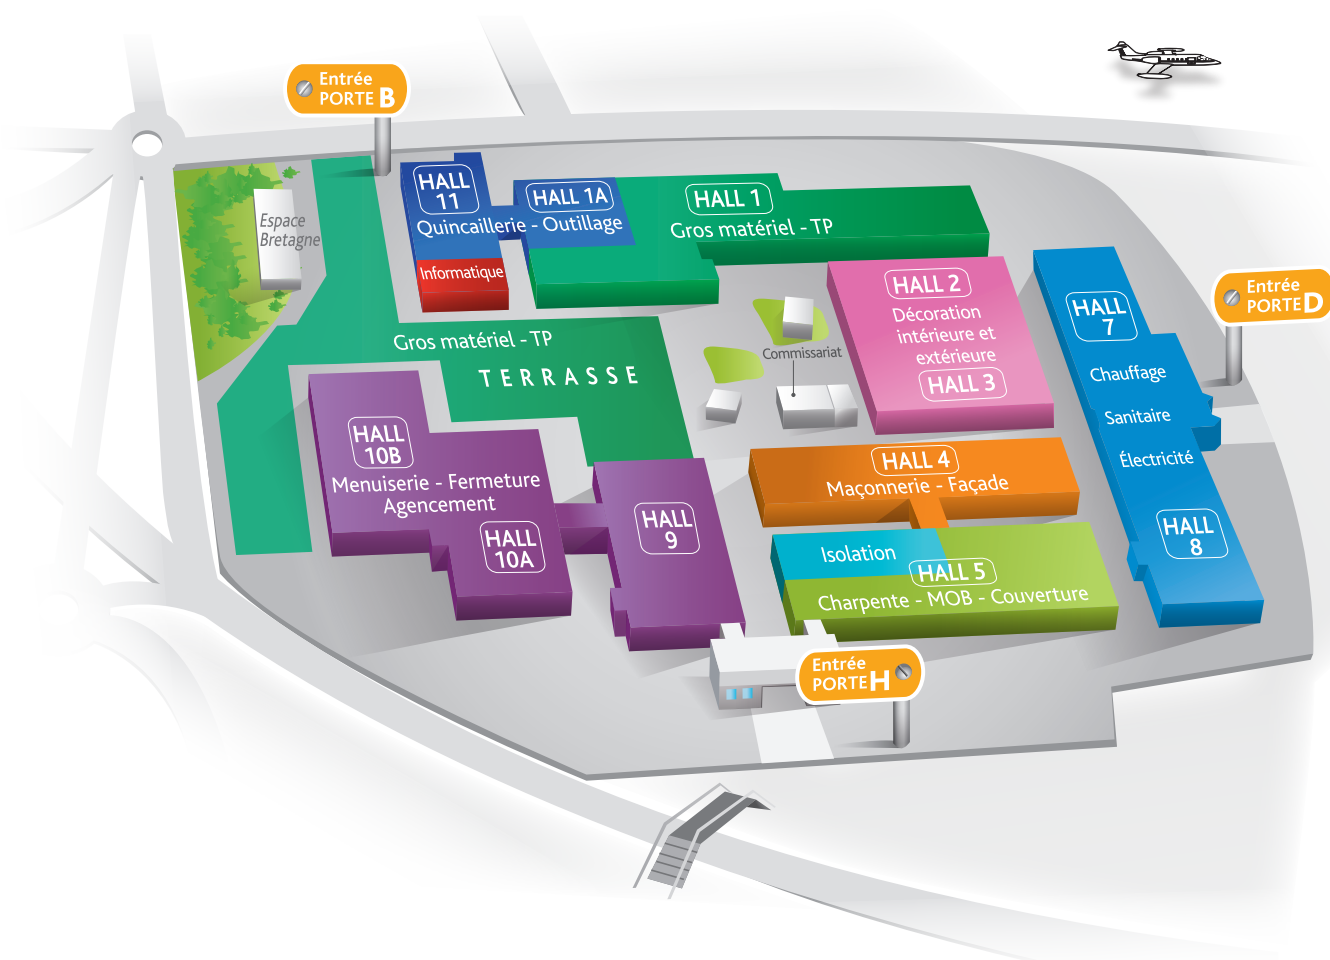 Entrée
PORTE B
HALL
11
HALL 1A
HALL 1
Quincaillerie - Outillage
Gros matériel - TP
Informatique
Espace
Bretagne
HALL 2
Décoration
intérieure et
extérieure
HALL 3
HALL
7
Entrée
PORTE D
Chauffage
Sanitaire
Électricité
HALL
8
Gros matériel - TP
TERRASSE
Commissariat
HALL
10B
Menuiserie - Fermeture
Agencement
HALL
10A
HALL
9
HALL 4
Maçonnerie - Façade
Isolation
HALL 5
Charpente - MOB - Couverture
Entrée
PORTE H